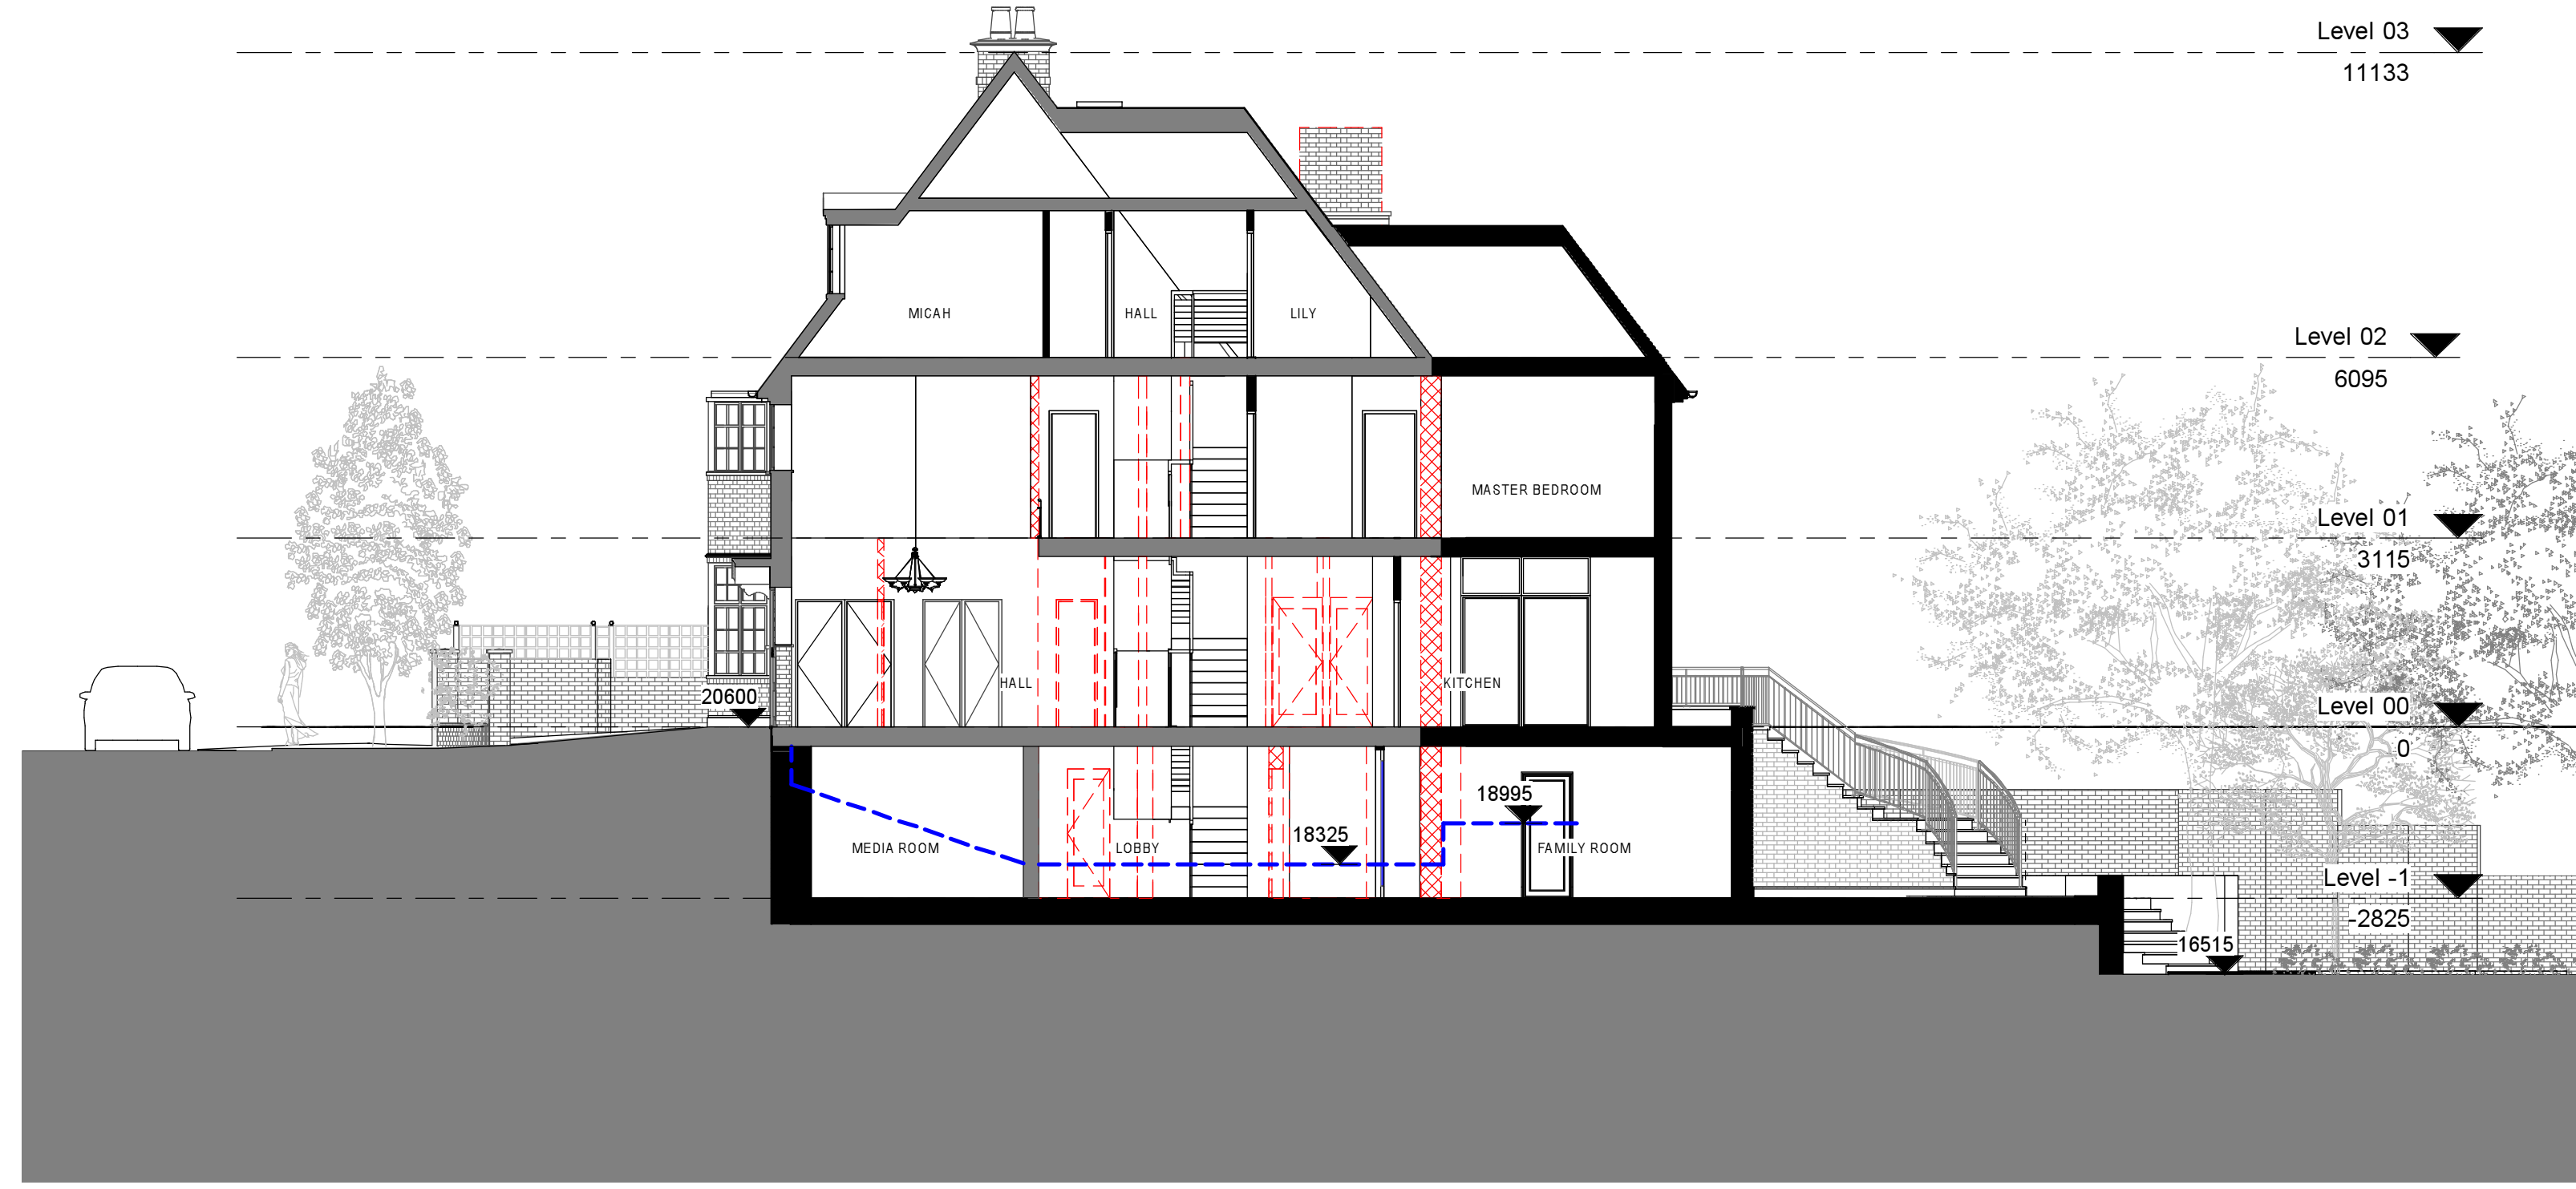 Level 03
11133
MICAH
HALL
LILY
Level 02
6095
MASTER BEDROOM
Level 01
3115
HALL
KITCHEN
20600
Level 00
0
18995
18325
MEDIA ROOM
LOBBY
FAMILY ROOM
Level -1
-2825
16515